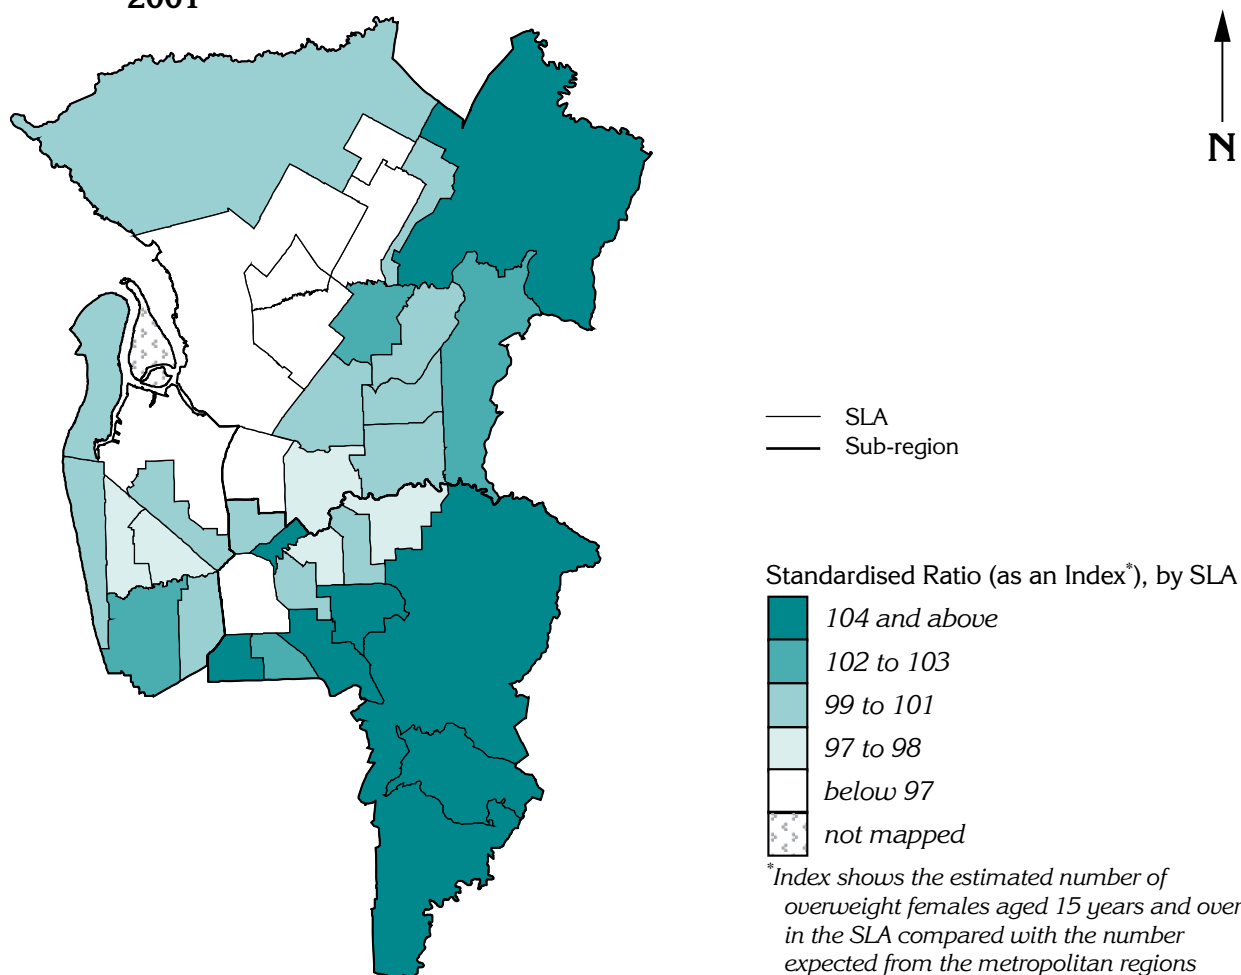 2001
N
SLA
Sub-region
Standardised Ratio (as an Index*), by SLA
104 and above
102 to 103
99 to 101
97 to 98
below 97
not mapped
*Index shows the estimated number of
overweight females aged 15 years and over
in the SLA compared with the number
expected from the metropolitan regions